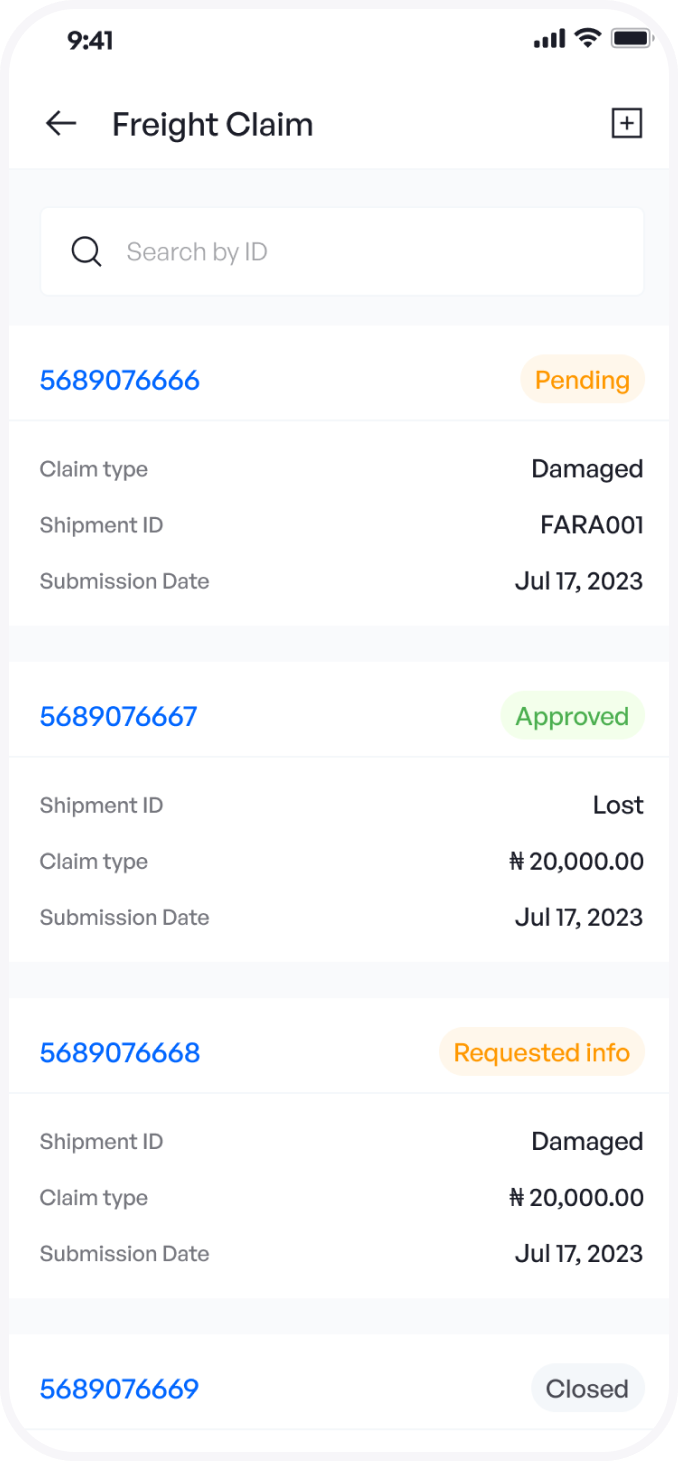 9:41
Freight Claim
Search by ID
5689076666 Pending
Claim type Damaged
Shipment ID FARA001
Submission Date Jul 17, 2023
5689076667 Approved
Shipment ID Lost
Claim type ₦ 20,000.00
Submission Date Jul 17, 2023
5689076668 Requested info
Shipment ID Damaged
Claim type ₦ 20,000.00
Submission Date Jul 17, 2023
5689076669 Closed